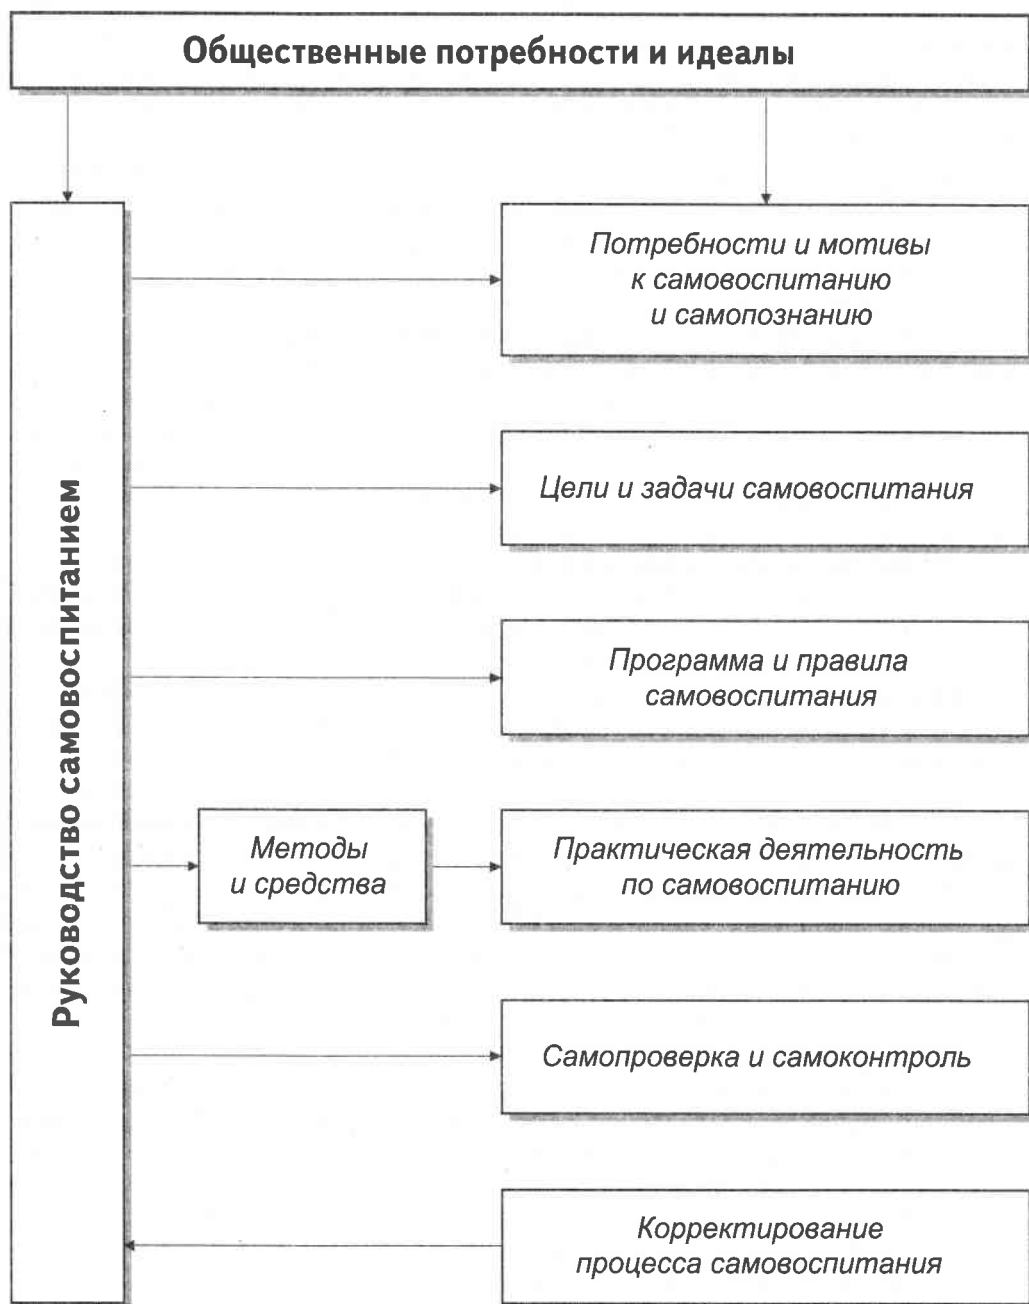 Общественные потребности и идеалы
Руководство самовоспитанием
Потребности и мотивы
к самовоспитанию
и самопознанию
Цели и задачи самовоспитания
Программа и правила
самовоспитания
Методы
и средства
Практическая деятельность
по самовоспитанию
Самопроверка и самоконтроль
Корректирование
процесса самовоспитания